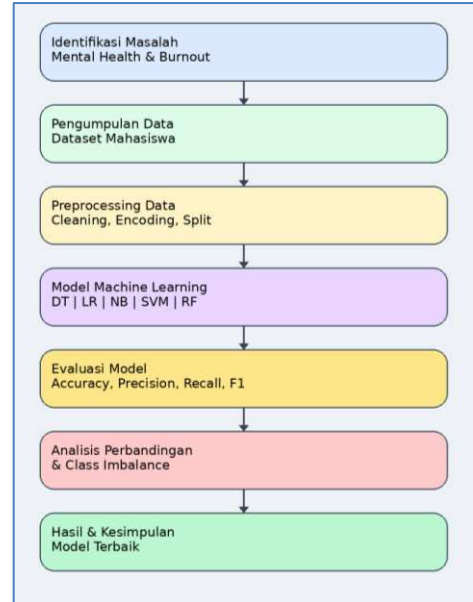 Identifikasi Masalah
Mental Health & Burnout
Pengumpulan Data
Dataset Mahasiswa
Preprocessing Data
Cleaning, Encoding, Split
Model Machine Learning
DT | LR | NB | SVM | RF
Evaluasi Model
Accuracy, Precision, Recall, F1
Analisis Perbandingan
& Class Imbalance
Hasil & Kesimpulan
Model Terbaik